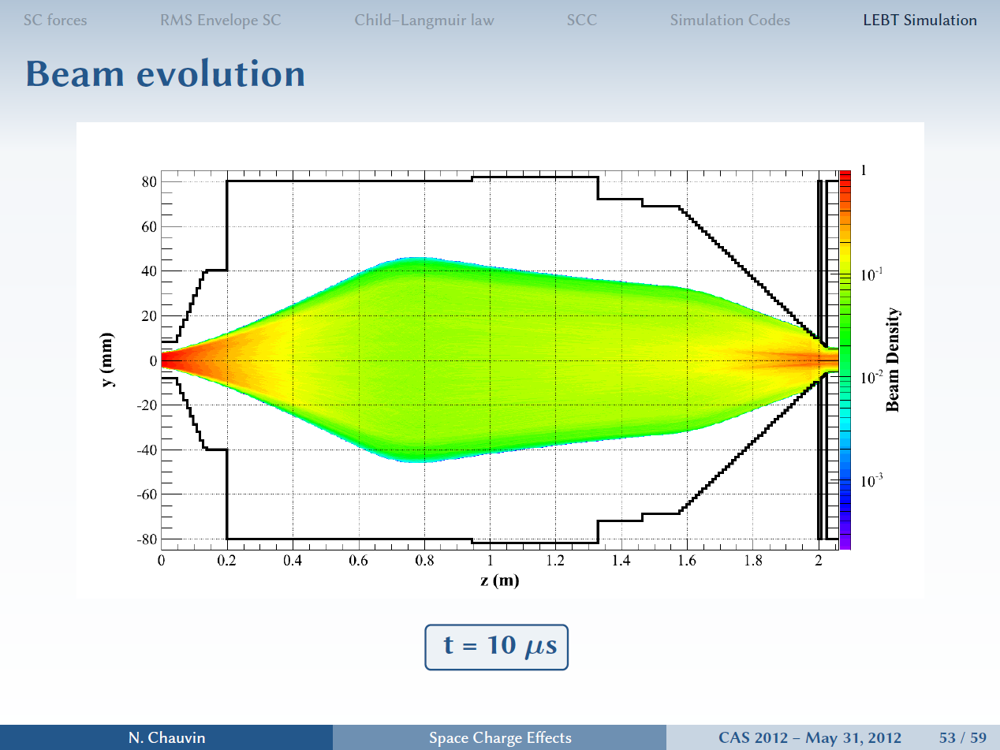 SC forces RMS Envelope SC Child–Langmuir law SCC Simulation Codes LEBT Simulation
Beam evolution
80
60
40
20
0
-20
-40
-60
-80
y (mm)
0 0.2 0.4 0.6 0.8 1 1.2 1.4 1.6 1.8 2
z (m)
1
10^-1
10^-2
10^-3
Beam Density
t = 10 μs
N. Chauvin Space Charge Effects CAS 2012 – May 31, 2012 53 / 59